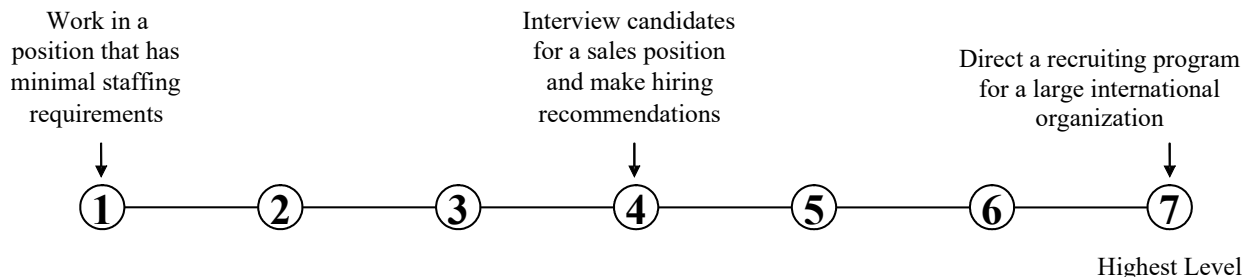 Work in a
position that has
minimal staffing
requirements
Interview candidates
for a sales position
and make hiring
recommendations
Direct a recruiting program
for a large international
organization
1 2 3 4 5 6 7
Highest Level